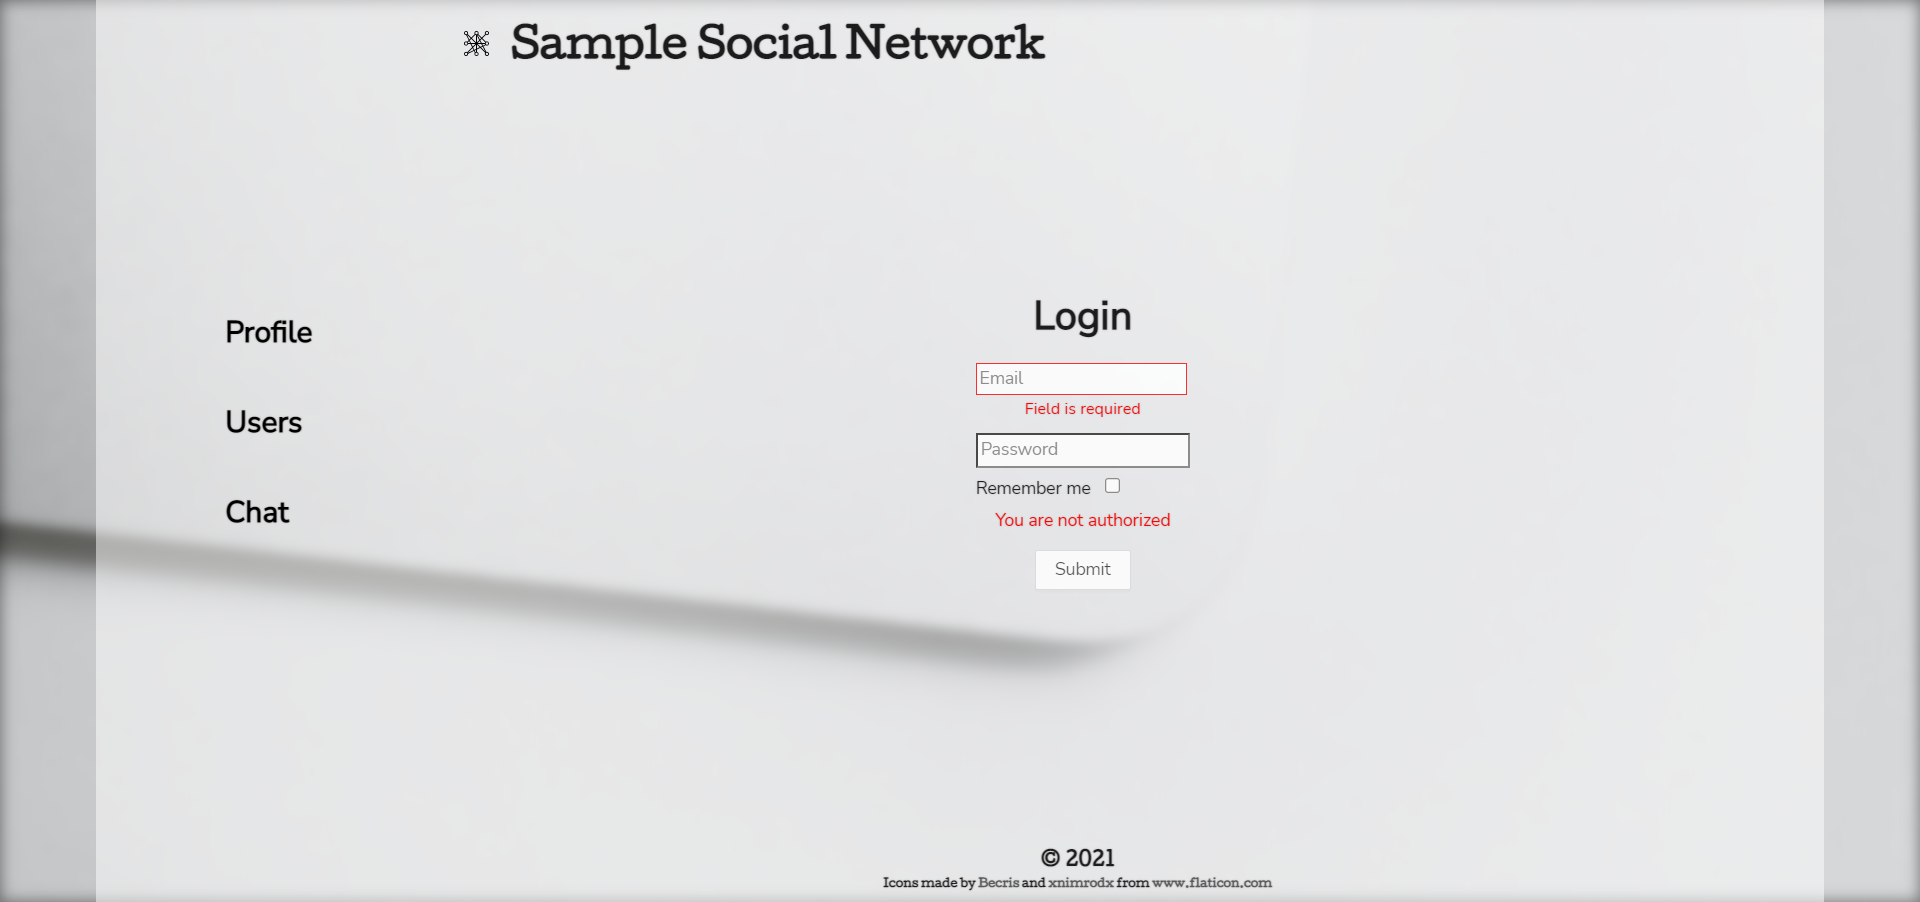 Sample Social Network
Profile
Users
Chat
Login
Email
Field is required
Password
Remember me
You are not authorized
Submit
© 2021
Icons made by Becris and xnimrodx from www.flaticon.com